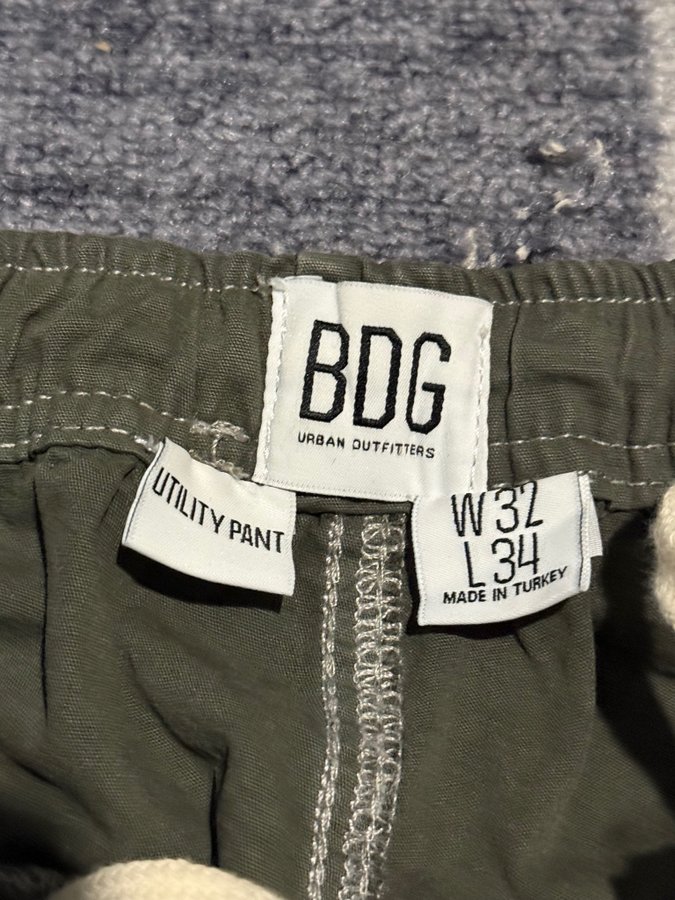 BDG
URBAN OUTFITTERS
UTILITY PANT
W 32
L 34
MADE IN TURKEY